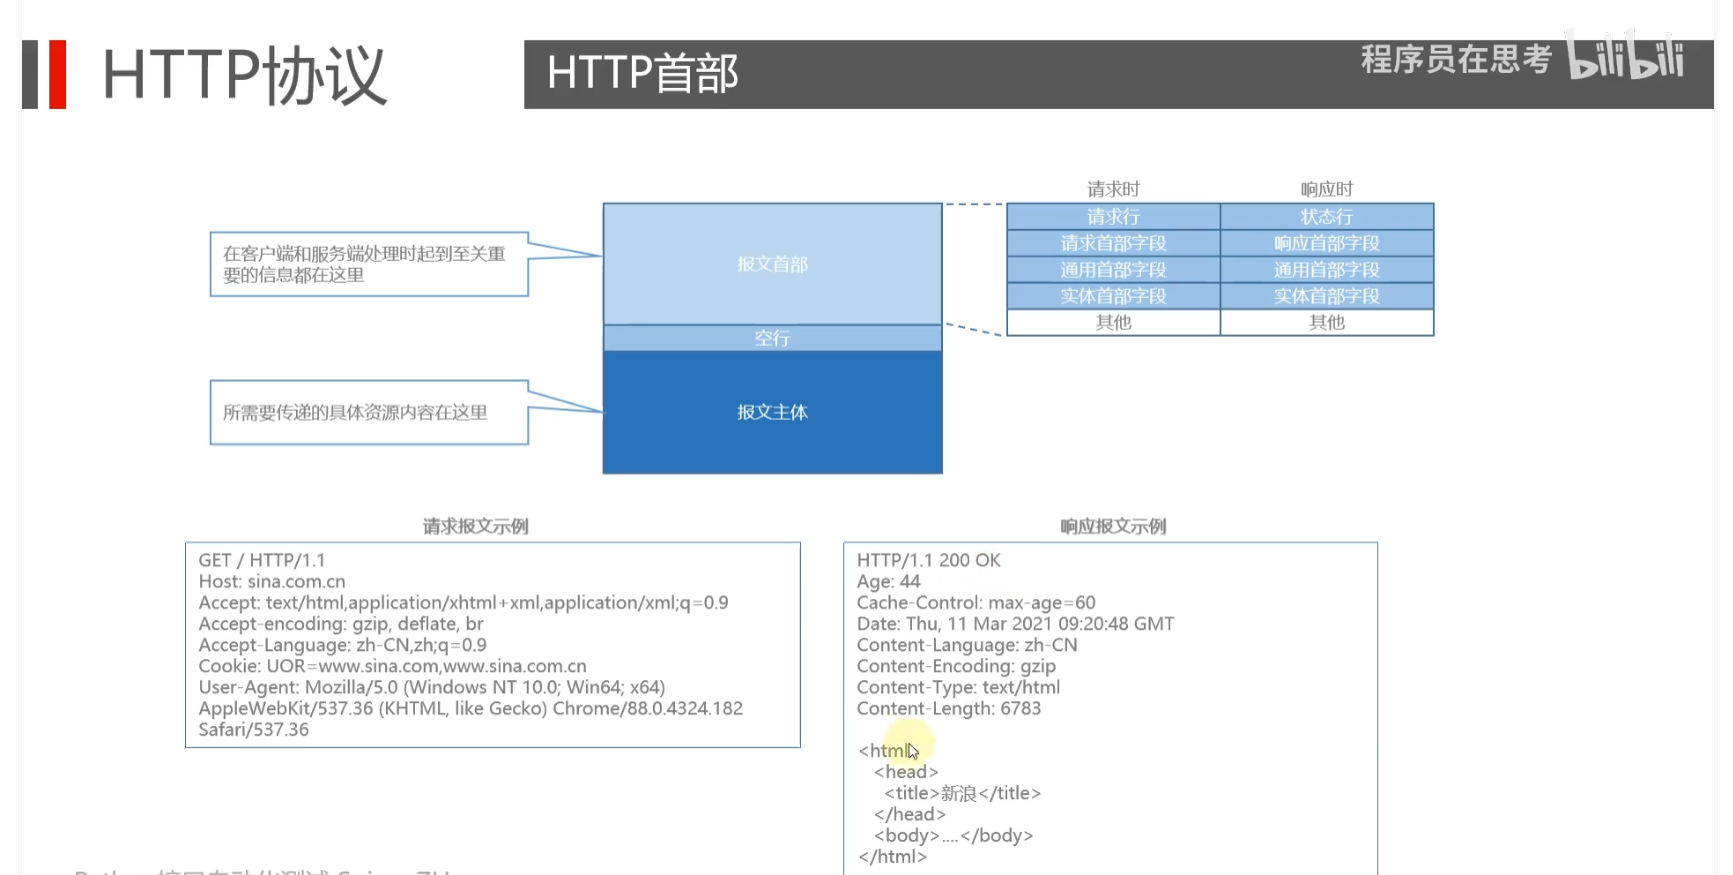 HTTP协议
HTTP首部
程序员在思考 bilibili
请求时 响应时
请求行 状态行
请求首部字段 响应首部字段
通用首部字段 通用首部字段
实体首部字段 实体首部字段
其他 其他
在客户端和服务端处理时起到至关重
要的信息都在这里
报文首部
空行
所需要传递的具体资源内容在这里
报文主体
请求报文示例
GET / HTTP/1.1
Host: sina.com.cn
Accept: text/html,application/xhtml+xml,application/xml;q=0.9
Accept-encoding: gzip, deflate, br
Accept-Language: zh-CN,zh;q=0.9
Cookie: UOR=www.sina.com,www.sina.com.cn
User-Agent: Mozilla/5.0 (Windows NT 10.0; Win64; x64)
AppleWebKit/537.36 (KHTML, like Gecko) Chrome/88.0.4324.182
Safari/537.36
响应报文示例
HTTP/1.1 200 OK
Age: 44
Cache-Control: max-age=60
Date: Thu, 11 Mar 2021 09:20:48 GMT
Content-Language: zh-CN
Content-Encoding: gzip
Content-Type: text/html
Content-Length: 6783
<html>
<head>
<title>新浪</title>
</head>
<body>....</body>
</html>